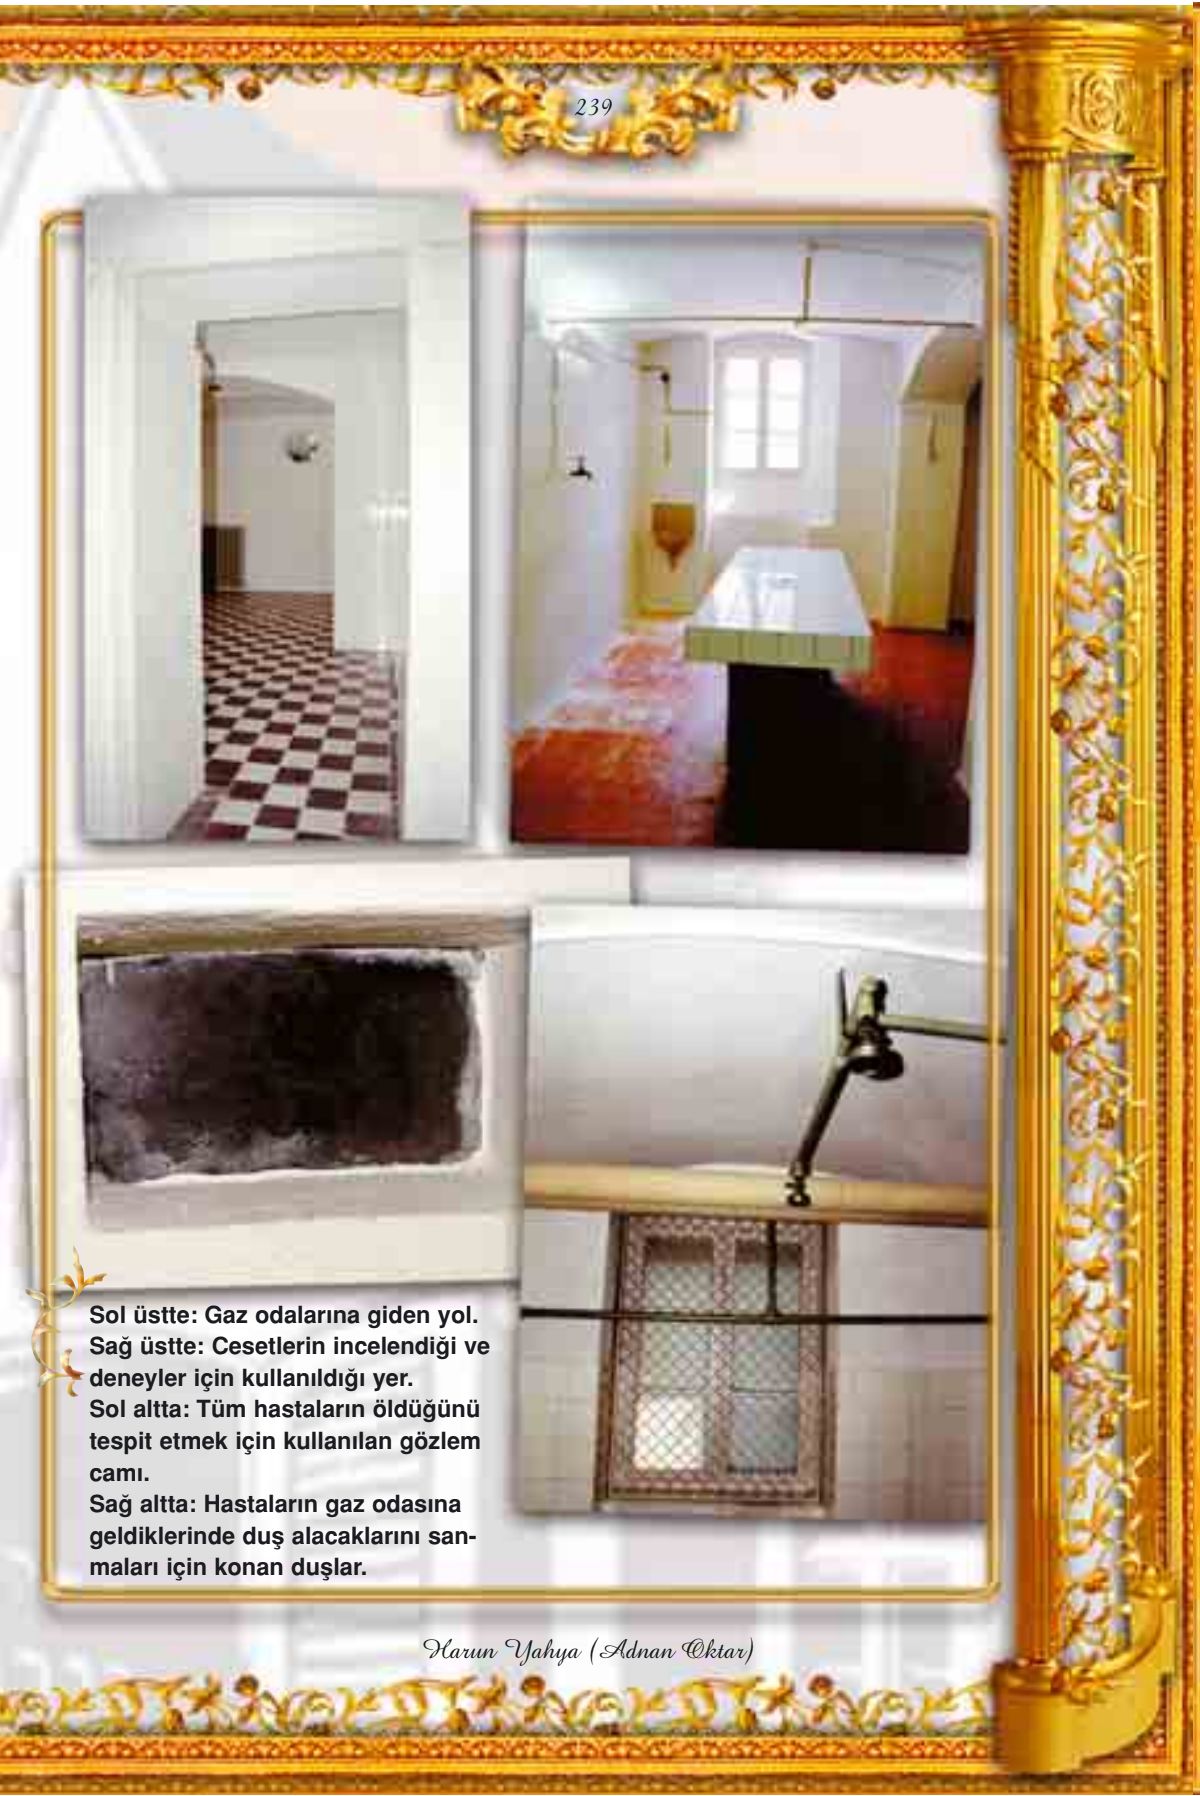 239
Sol üstte: Gaz odalarına giden yol.
Sağ üstte: Cesetlerin incelendiği ve
deneyler için kullanıldığı yer.
Sol altta: Tüm hastaların öldüğünü
tespit etmek için kullanılan gözlem
camı.
Sağ altta: Hastaların gaz odasına
geldiklerinde duş alacaklarını san-
maları için konan duşlar.
Harun Yahya (Adnan Oktar)